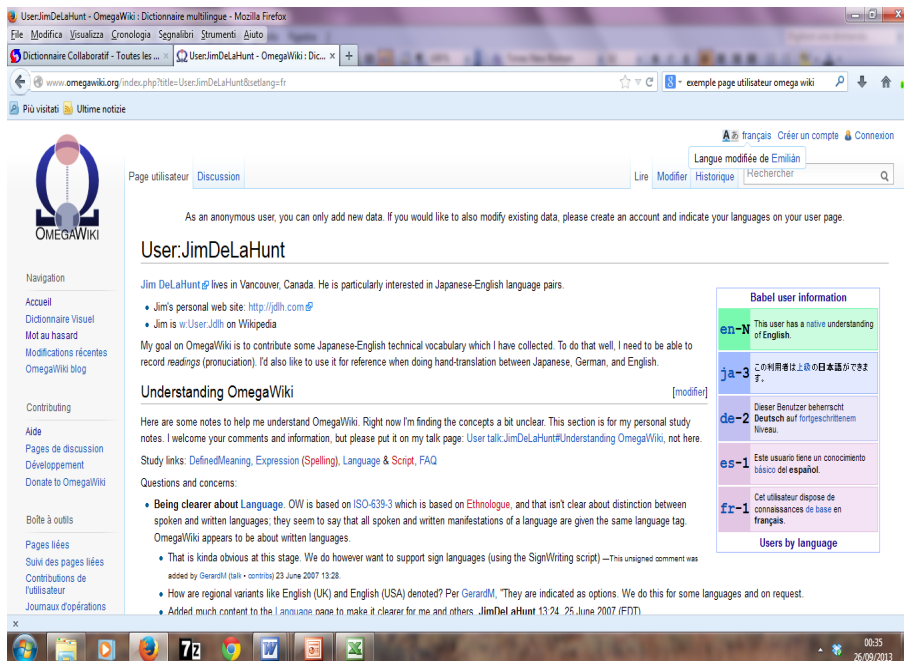 User:JimDeLaHunt - OmegaWiki : Dictionnaire multilingue - Mozilla Firefox
File Modifica Visualizza Cronologia Segnalibri Strumenti Aiuto
Dictionnaire Collaboratif - Toutes les ... × User:JimDeLaHunt - OmegaWiki : Dic... × +
www.omegawiki.org/index.php?title=User:JimDeLaHunt&setlang=fr
exemple page utilisateur omega wiki
Più visitati Ultime notizie
français Créer un compte Connexion
Langue modifiée de Emiliàn
Page utilisateur Discussion Lire Modifier Historique Rechercher
OMEGAWIKI
As an anonymous user, you can only add new data. If you would like to also modify existing data, please create an account and indicate your languages on your user page.
User:JimDeLaHunt
Navigation
Accueil
Dictionnaire Visuel
Mot au hasard
Modifications récentes
OmegaWiki blog
Contributing
Aide
Pages de discussion
Développement
Donate to OmegaWiki
Boîte à outils
Pages liées
Suivi des pages liées
Contributions de
l'utilisateur
Journaux d'opérations
Jim DeLaHunt lives in Vancouver, Canada. He is particularly interested in Japanese-English language pairs.
Jim's personal web site: http://jdlh.com
Jim is w:User:Jdlh on Wikipedia
My goal on OmegaWiki is to contribute some Japanese-English technical vocabulary which I have collected. To do that well, I need to be able to
record readings (pronuciation). I'd also like to use it for reference when doing hand-translation between Japanese, German, and English.
Understanding OmegaWiki [modifier]
Here are some notes to help me understand OmegaWiki. Right now I'm finding the concepts a bit unclear. This section is for my personal study
notes. I welcome your comments and information, but please put it on my talk page: User talk:JimDeLaHunt#Understanding OmegaWiki, not here.
Study links: DefinedMeaning, Expression (Spelling), Language & Script, FAQ
Questions and concerns:
Being clearer about Language. OW is based on ISO-639-3 which is based on Ethnologue, and that isn't clear about distinction between
spoken and written languages; they seem to say that all spoken and written manifestations of a language are given the same language tag.
OmegaWiki appears to be about written languages.
That is kinda obvious at this stage. We do however want to support sign languages (using the SignWriting script) —This unsigned comment was
added by GerardM (talk • contribs) 23 June 2007 13:28.
How are regional variants like English (UK) and English (USA) denoted? Per GerardM, "They are indicated as options. We do this for some languages and on request.
Added much content to the Language page to make it clearer for me and others. JimDeLaHunt 13:24, 25 June 2007 (EDT)
Babel user information
en-N This user has a native understanding
of English.
ja-3 この利用者は上級の日本語ができま
す。
de-2 Dieser Benutzer beherrscht
Deutsch auf fortgeschrittenem
Niveau.
es-1 Este usuario tiene un conocimiento
básico del español.
fr-1 Cet utilisateur dispose de
connaissances de base en
français.
Users by language
x
00:35
26/09/2013